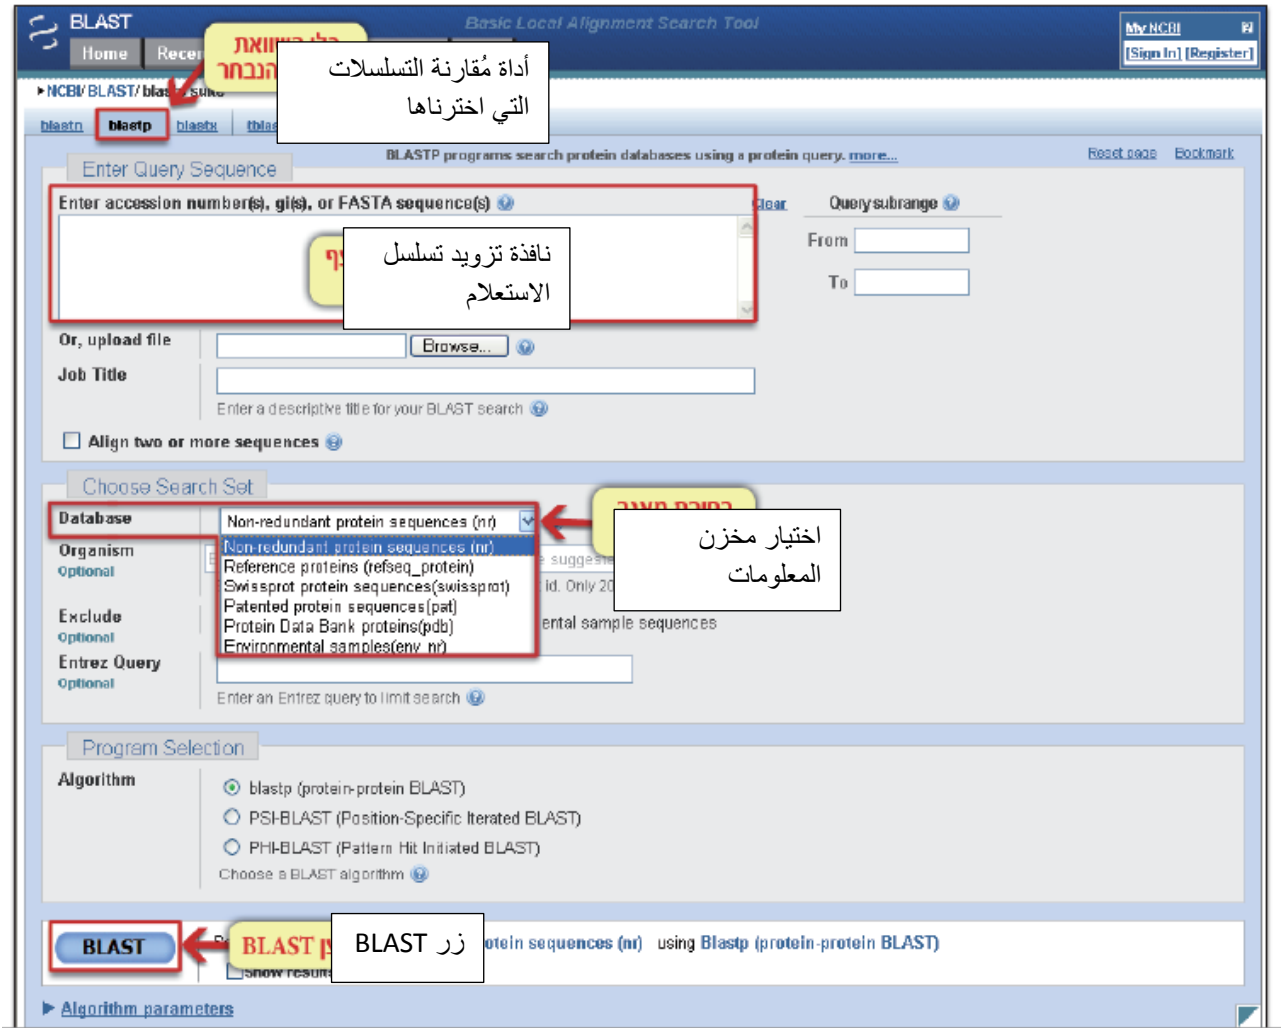 BLAST
Basic Local Alignment Search Tool
My NCBI
[Sign In] [Register]
Home
أداة مُقارنة التسلسلات
التي اخترناها
הנבחר
NCBI/ BLAST/
blastn blastp blastx
BLASTP programs search protein databases using a protein query. more...
Reset page Bookmark
Enter Query Sequence
Enter accession number(s), gi(s), or FASTA sequence(s)
Clear
Query subrange
From
To
نافذة تزويد تسلسل
الاستعلام
Or, upload file
Browse...
Job Title
Enter a descriptive title for your BLAST search
Align two or more sequences
Choose Search Set
Database
Non-redundant protein sequences (nr)
Non-redundant protein sequences (nr)
Reference proteins (refseq_protein)
Swissprot protein sequences(swissprot)
Patented protein sequences(pat)
Protein Data Bank proteins(pdb)
Environmental samples(env_nr)
اختيار مخزن
المعلومات
Organism
Optional
id. Only 20
Exclude
Optional
sample sequences
Entrez Query
Optional
Enter an Entrez query to limit search
Program Selection
Algorithm
blastp (protein-protein BLAST)
PSI-BLAST (Position-Specific Iterated BLAST)
PHI-BLAST (Pattern Hit Initiated BLAST)
Choose a BLAST algorithm
BLAST
BLAST
زر BLAST
sequences (nr) using Blastp (protein-protein BLAST)
Show results
Algorithm parameters